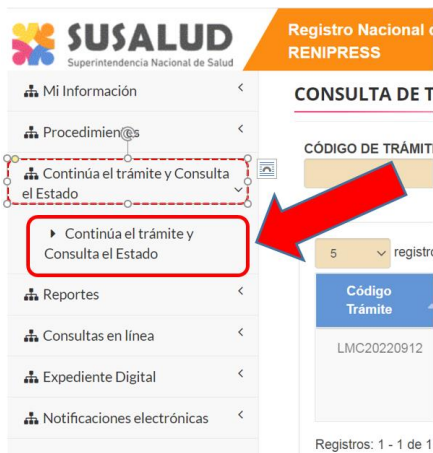 SUSALUD
Superintendencia Nacional de Salud
Registro Nacional
RENIPRESS
Mi Información
Procedimientos
Continúa el trámite y Consulta
el Estado
Continúa el trámite y
Consulta el Estado
Reportes
Consultas en línea
Expediente Digital
Notificaciones electrónicas
CONSULTA DE T
CÓDIGO DE TRÁMIT
5 registro
Código
Trámite
LMC20220912
Registros: 1 - 1 de 1